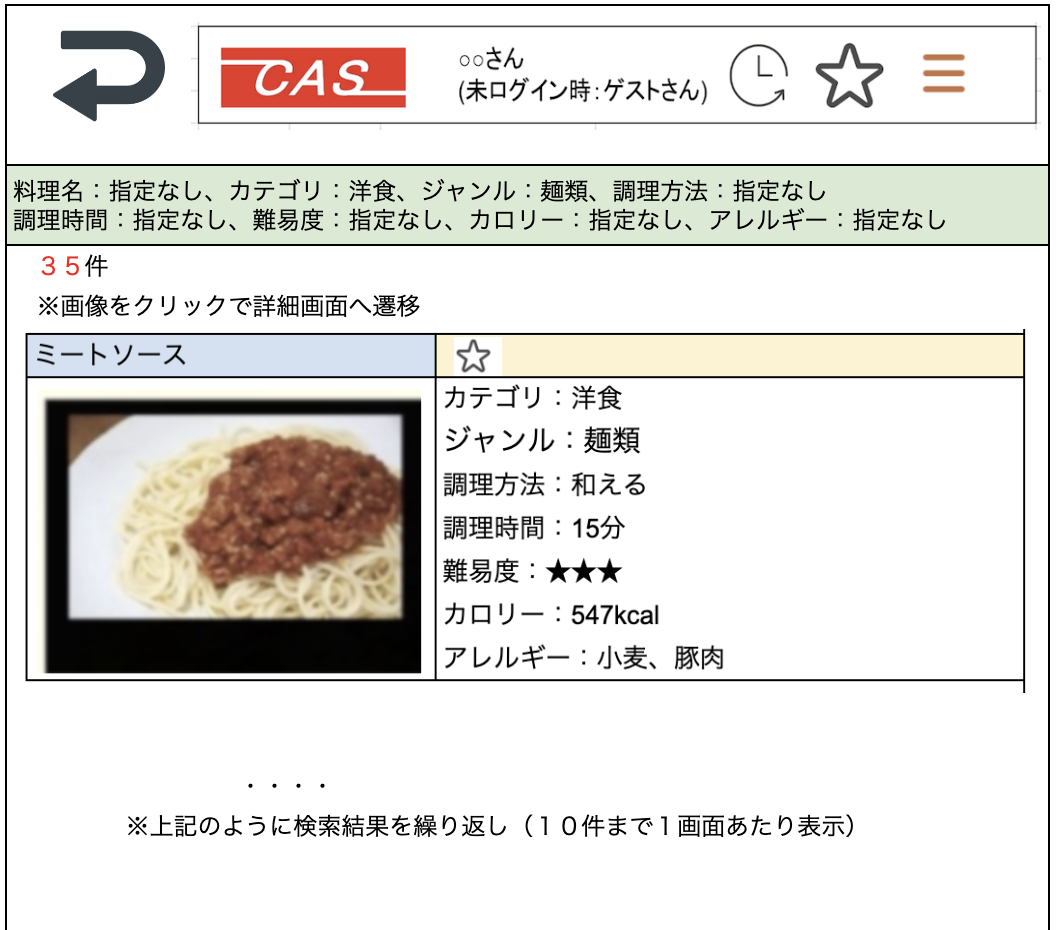 CAS
○○さん
(未ログイン時:ゲストさん)
料理名：指定なし、カテゴリ：洋食、ジャンル：麺類、調理方法：指定なし
調理時間：指定なし、難易度：指定なし、カロリー：指定なし、アレルギー：指定なし
３５件
※画像をクリックで詳細画面へ遷移
ミートソース
カテゴリ：洋食
ジャンル：麺類
調理方法：和える
調理時間：15分
難易度：★★★
カロリー：547kcal
アレルギー：小麦、豚肉
・・・・
※上記のように検索結果を繰り返し（１０件まで１画面あたり表示）